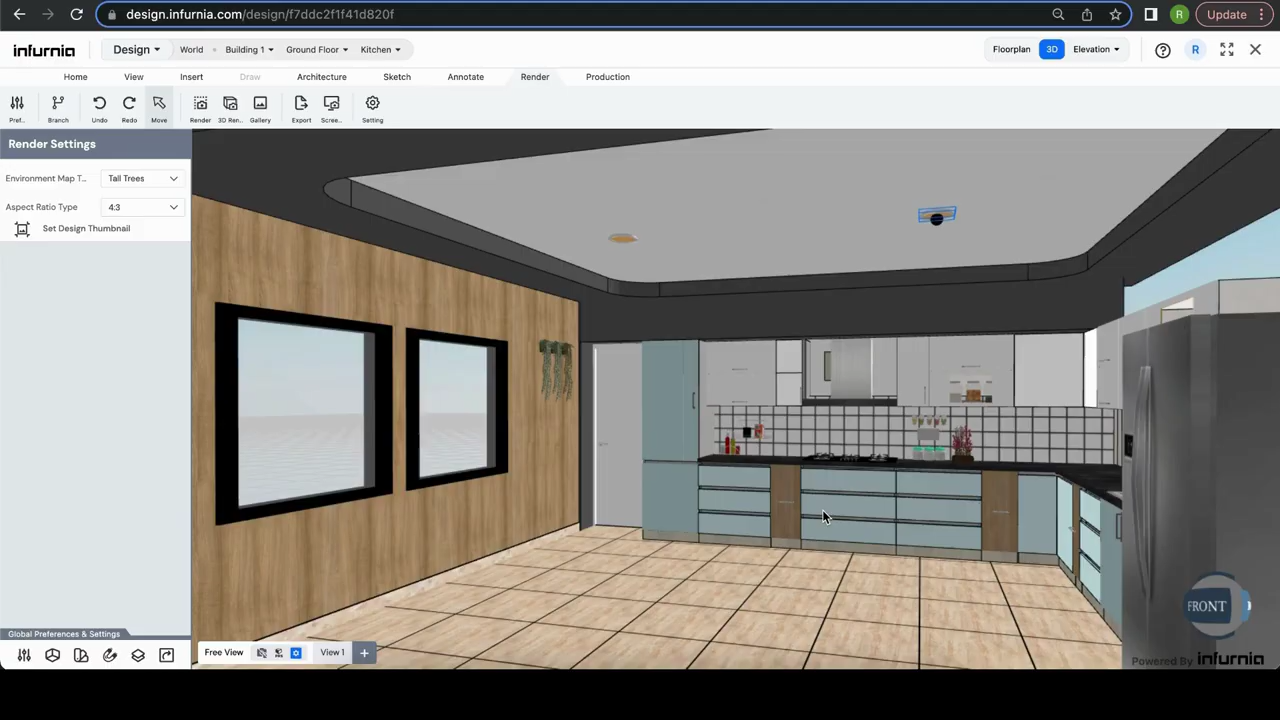 design.infurnia.com/design/f7ddc2f1f41d820f
R
Update
infurnia
Design
World
Building 1
Ground Floor
Kitchen
Floorplan
3D
Elevation
R
Home
View
Insert
Draw
Architecture
Sketch
Annotate
Render
Production
Pref..
Branch
Undo
Redo
Move
Render
3D Ren..
Gallery
Export
Scree..
Setting
Render Settings
Environment Map T...
Tall Trees
Aspect Ratio Type
4:3
Set Design Thumbnail
FRONT
Global Preferences & Settings
Free View
View 1
Powered By infurnia